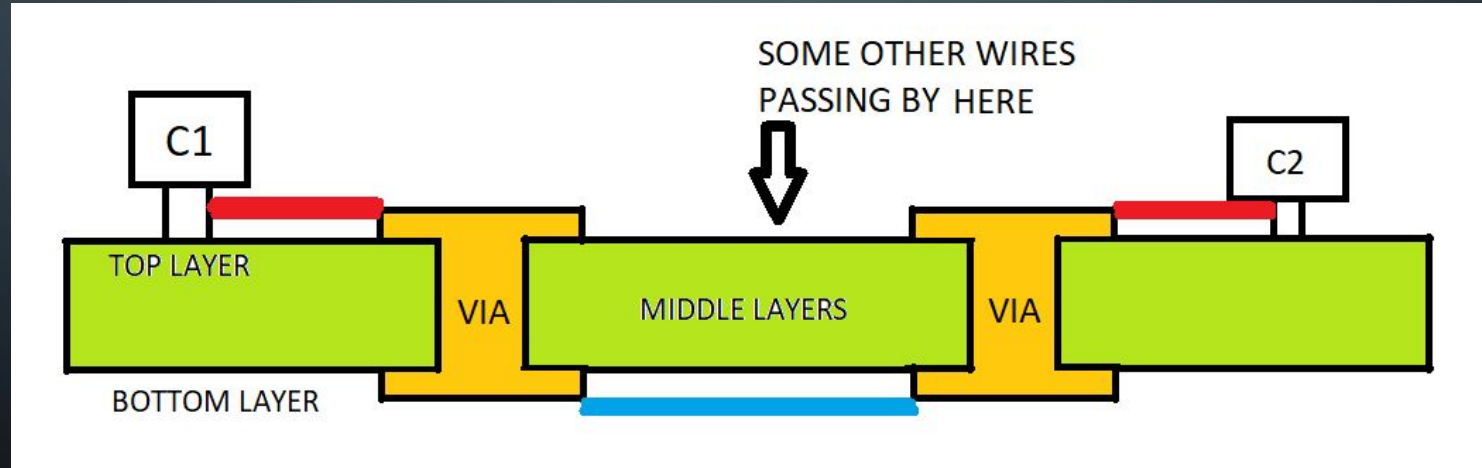 SOME OTHER WIRES
PASSING BY HERE
C1
C2
TOP LAYER
VIA
MIDDLE LAYERS
VIA
BOTTOM LAYER